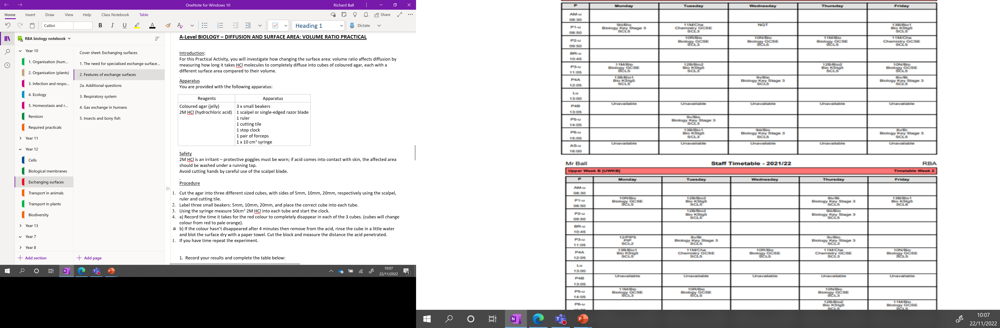 OneNote for Windows 10
Richard Ball
Home Insert Draw View Help Class Notebook Table
Share
Calibri
B I U A
Heading 1
Dictate
RBA biology notebook
Year 10
1. Organisation (hum...
2. Organisation (plants)
3. Infection and respo...
4. Ecology
5. Homeostasis and r...
Revision
Required practicals
Year 11
Year 12
Cells
Biological membranes
Exchanging surfaces
Transport in animals
Transport in plants
Biodiversity
Year 13
Year 7
Year 8
Add section
Cover sheet: Exchanging surfaces
1. The need for specialised exchange surface...
2. Features of exchange surfaces
2a. Additional questions
3. Respiratory system
4. Gas exchange in humans
5. Insects and bony fish
Add page
A-Level BIOLOGY – DIFFUSION AND SURFACE AREA: VOLUME RATIO PRACTICAL
Introduction:
For this Practical Activity, you will investigate how changing the surface area: volume ratio affects diffusion by
measuring how long it takes HCl molecules to completely diffuse into cubes of coloured agar, each with a
different surface area compared to their volume.
Apparatus
You are provided with the following apparatus:
Reagents Apparatus
Coloured agar (jelly) 3 x small beakers
2M HCl (hydrochloric acid) 1 scalpel or single-edged razor blade
1 ruler
1 cutting tile
1 stop clock
1 pair of forceps
1 x 10 cm³ syringe
Safety
2M HCl is an irritant – protective goggles must be worn; if acid comes into contact with skin, the affected area
should be washed under a running tap.
Avoid cutting hands by careful use of the scalpel blade.
Procedure
1. Cut the agar into three different sized cubes, with sides of 5mm, 10mm, 20mm, respectively using the scalpel,
ruler and cutting tile.
2. Label three small beakers: 5mm, 10mm, 20mm, and place the correct cube into each tube.
3. Using the syringe measure 50cm³ 2M HCl into each tube and start the clock.
4. a) Record the time it takes for the red colour to completely disappear in each of the 3 cubes. (cubes will change
colour from red to pale orange).
a b) If the colour hasn't disappeared after 4 minutes then remove from the acid, rinse the cube in a little water
and blot the surface dry with a paper towel. Cut the block and measure the distance the acid penetrated.
1. If you have time repeat the experiment.
1. Record your results and complete the table below:
10:07
22/11/2022
P Monday Tuesday Wednesday Thursday Friday
AM-u
08:30
P1-u 9iii/Bio 11M/Che NQT 13B/Bio1
Biology Key Stage 3 Chemistry GCSE Bio KStg5
08:50 SCL5 SCL3 SCL5
P2-u 10R/Bio 10N/Bio 11M/Bio 11M/Che
Biology GCSE Biology GCSE Biology GCSE Chemistry GCSE
09:50 SCL3 SCL5 SCL5 SCL5
BR-u
10:45
P3-u 11M/Bio 12B/Bio2 12B/Bio2 10N/Bio
Biology GCSE Bio KStg5 Bio KStg5 Biology GCSE
11:05 SCL5 SCL3 SCL5 SCL5
P4A 13B/Bio1 9v/Bio 8iv/Bi
Bio KStg5 Biology Key Stage 3 Biology Key Stage 3
12:05 SCL5 SCL5 SCL5
Lu
13:00
P4B Unavailable Unavailable Unavailable Unavailable Unavailable
13:05
P5-u 9v/Bio
Biology Key Stage 3
14:05 SCL3
P6-u 13B/Bio1 9iii/Bio 8v/Bi
Bio KStg5 Biology Key Stage 3 Biology Key Stage 3
15:05 SCL3 SCL5 SCL5
AS-u Unavailable Unavailable Unavailable Unavailable Unavailable
16:00
Mr Ball Staff Timetable - 2021/22 RBA
Upper Week B [UWKB] Timetable Week 2
P Monday Tuesday Wednesday Thursday Friday
AM-u
08:30
P1-u 10R/Bio 12B/Bio2 8iv/Bi 13B/Bio1
Biology GCSE Bio KStg5 Biology Key Stage 3 Bio KStg5
08:50 SCL5 SCL5 SCL5 SCL6
P2-u 12B/Bio2 9iii/Bio
Bio KStg5 Biology Key Stage 3
09:50 SCL5 SCL5
BR-u
10:45
P3-u 12/PIP5 8v/Bi 9v/Bio
PIP Biology Key Stage 3 Biology Key Stage 3
11:05 SCL2 SCL5 SCL3
P4A 13B/Bio1 11M/Che 10R/Bio 11M/Che 10N/Bio
Bio KStg5 Chemistry GCSE Biology GCSE Chemistry GCSE Biology GCSE
12:05 SCL5 SCL5 SCL5 SCL3 SCL5
Lu
13:00
P4B Unavailable Unavailable Unavailable Unavailable Unavailable
13:05
P5-u 11M/Bio 10R/Bio 10N/Bio
Biology GCSE Biology GCSE Biology GCSE
14:05 SCL3 SCL5 SCL3
P6-u 12B/Bio2 11M/Bio
Bio KStg5 Biology GCSE
SCL5 SCL5
10:07
22/11/2022